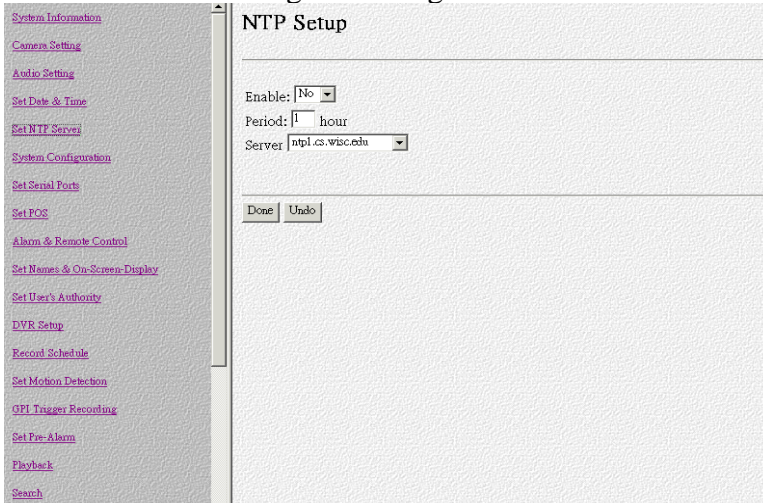 System Information
Camera Setting
Audio Setting
Set Date & Time
Set NTP Server
System Configuration
Set Serial Ports
Set POS
Alarm & Remote Control
Set Names & On-Screen-Display
Set User's Authority
DVR Setup
Record Schedule
Set Motion Detection
GPI Trigger Recording
Set Pre-Alarm
Playback
Search
NTP Setup
Enable: No
Period: 1 hour
Server ntp1.cs.wisc.edu
Done Undo